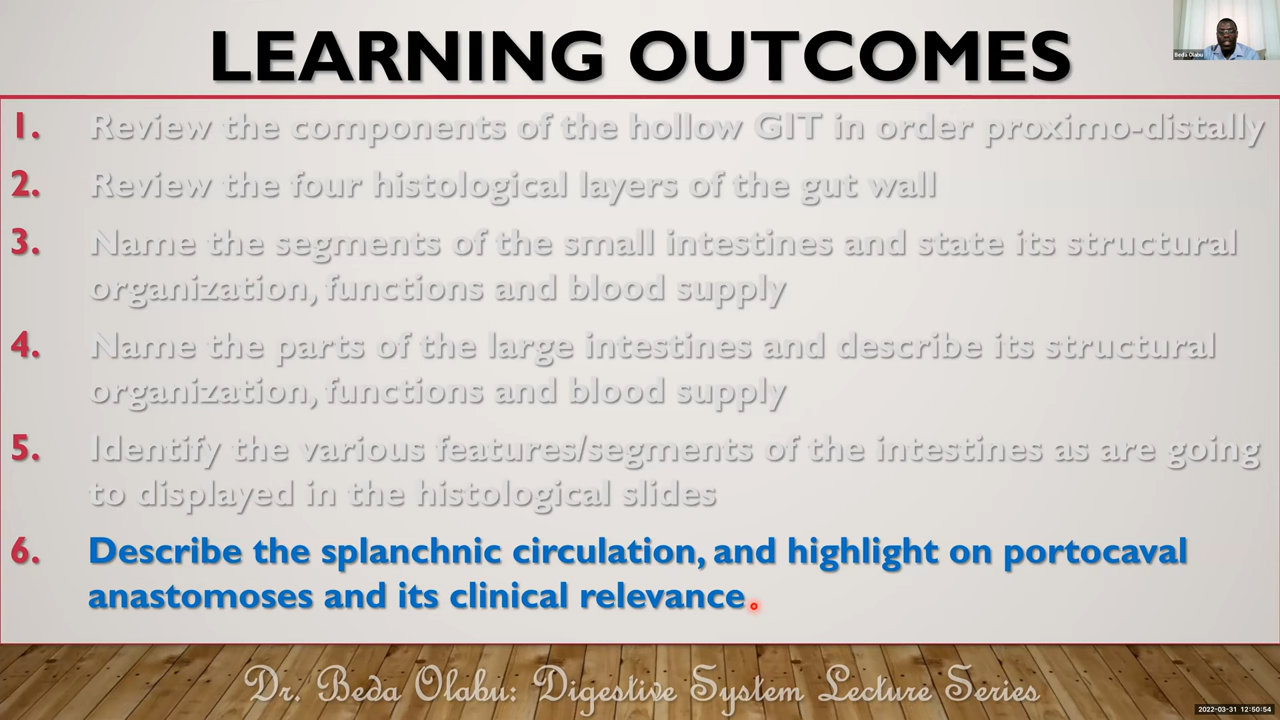 LEARNING OUTCOMES
Beda Olabu
1. Review the components of the hollow GIT in order proximo-distally
2. Review the four histological layers of the gut wall
3. Name the segments of the small intestines and state its structural
organization, functions and blood supply
4. Name the parts of the large intestines and describe its structural
organization, functions and blood supply
5. Identify the various features/segments of the intestines as are going
to displayed in the histological slides
6. Describe the splanchnic circulation, and highlight on portocaval
anastomoses and its clinical relevance.
Dr. Beda Olabu: Digestive System Lecture Series
2022-03-31 12:50:54